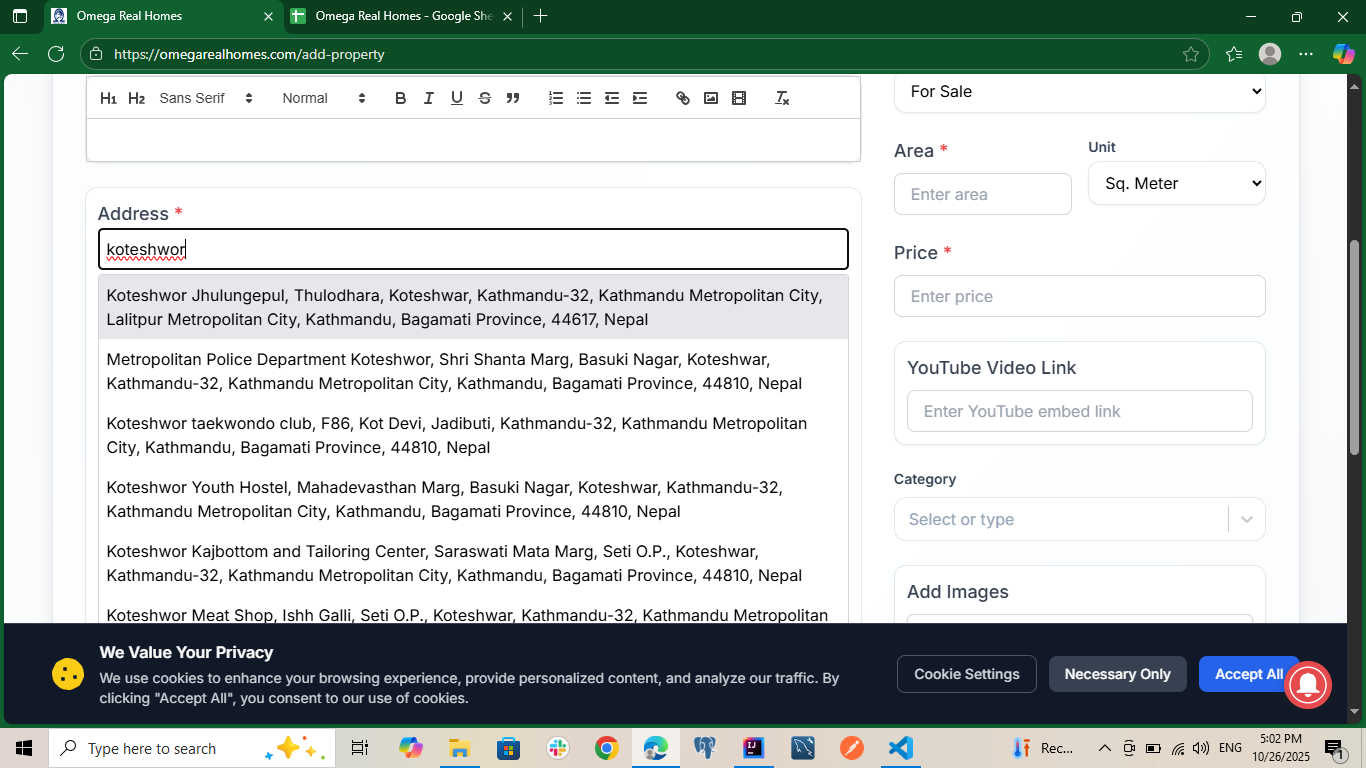 Omega Real Homes
Omega Real Homes - Google She
https://omegarealhomes.com/add-property
H1 H2 Sans Serif Normal B I U S
For Sale
Area *
Unit
Enter area
Sq. Meter
Address *
koteshwor
Koteshwor Jhulungepul, Thulodhara, Koteshwar, Kathmandu-32, Kathmandu Metropolitan City,
Lalitpur Metropolitan City, Kathmandu, Bagamati Province, 44617, Nepal
Metropolitan Police Department Koteshwor, Shri Shanta Marg, Basuki Nagar, Koteshwar,
Kathmandu-32, Kathmandu Metropolitan City, Kathmandu, Bagamati Province, 44810, Nepal
Koteshwor taekwondo club, F86, Kot Devi, Jadibuti, Kathmandu-32, Kathmandu Metropolitan
City, Kathmandu, Bagamati Province, 44810, Nepal
Koteshwor Youth Hostel, Mahadevasthan Marg, Basuki Nagar, Koteshwar, Kathmandu-32,
Kathmandu Metropolitan City, Kathmandu, Bagamati Province, 44810, Nepal
Koteshwor Kajbottom and Tailoring Center, Saraswati Mata Marg, Seti O.P., Koteshwar,
Kathmandu-32, Kathmandu Metropolitan City, Kathmandu, Bagamati Province, 44810, Nepal
Koteshwor Meat Shop, Ishh Galli, Seti O.P., Koteshwar, Kathmandu-32, Kathmandu Metropolitan
Price *
Enter price
YouTube Video Link
Enter YouTube embed link
Category
Select or type
Add Images
We Value Your Privacy
We use cookies to enhance your browsing experience, provide personalized content, and analyze our traffic. By
clicking "Accept All", you consent to our use of cookies.
Cookie Settings
Necessary Only
Accept All
Type here to search
Rec...
ENG
5:02 PM
10/26/2025
1